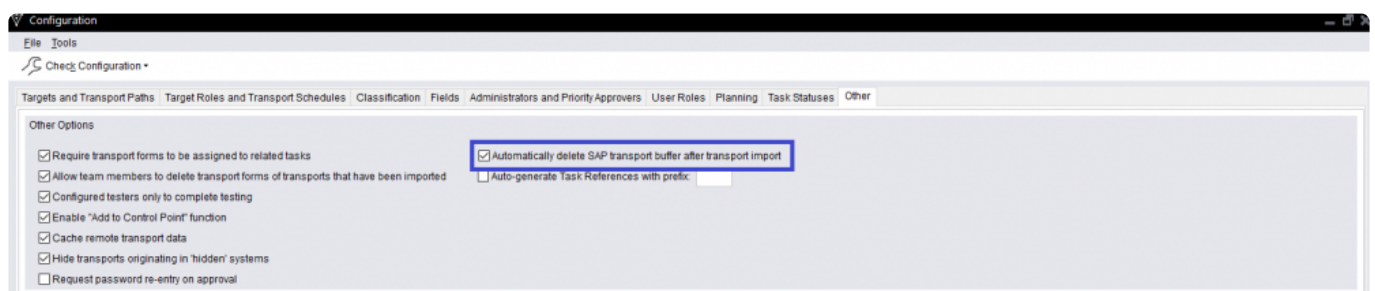 Configuration
File Tools
Check Configuration
Targets and Transport Paths Target Roles and Transport Schedules Classification Fields Administrators and Priority Approvers User Roles Planning Task Statuses Other
Other Options
Require transport forms to be assigned to related tasks Automatically delete SAP transport buffer after transport import
Allow team members to delete transport forms of transports that have been imported Auto-generate Task References with prefix:
Configured testers only to complete testing
Enable "Add to Control Point" function
Cache remote transport data
Hide transports originating in 'hidden' systems
Request password re-entry on approval